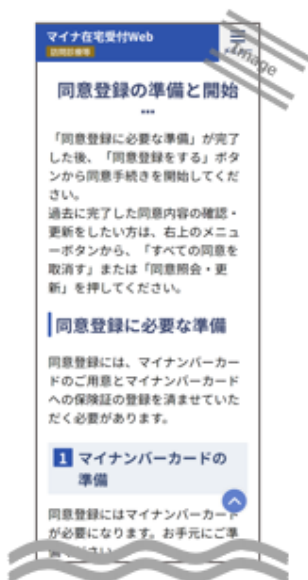 マイナ在宅受付Web
訪問診療等
Image
同意登録の準備と開始
「同意登録に必要な準備」が完了
した後、「同意登録をする」ボタ
ンから同意手続きを開始してくだ
さい。
過去に完了した同意内容の確認・
更新をしたい方は、右上のメニュ
ーボタンから、「すべての同意を
取消す」または「同意照会・更
新」を押してください。
同意登録に必要な準備
同意登録には、マイナンバーカー
ドのご用意とマイナンバーカード
への保険証の登録を済ませていた
だく必要があります。
1 マイナンバーカードの
準備
同意登録にはマイナンバーカード
が必要になります。お手元にご準
ください